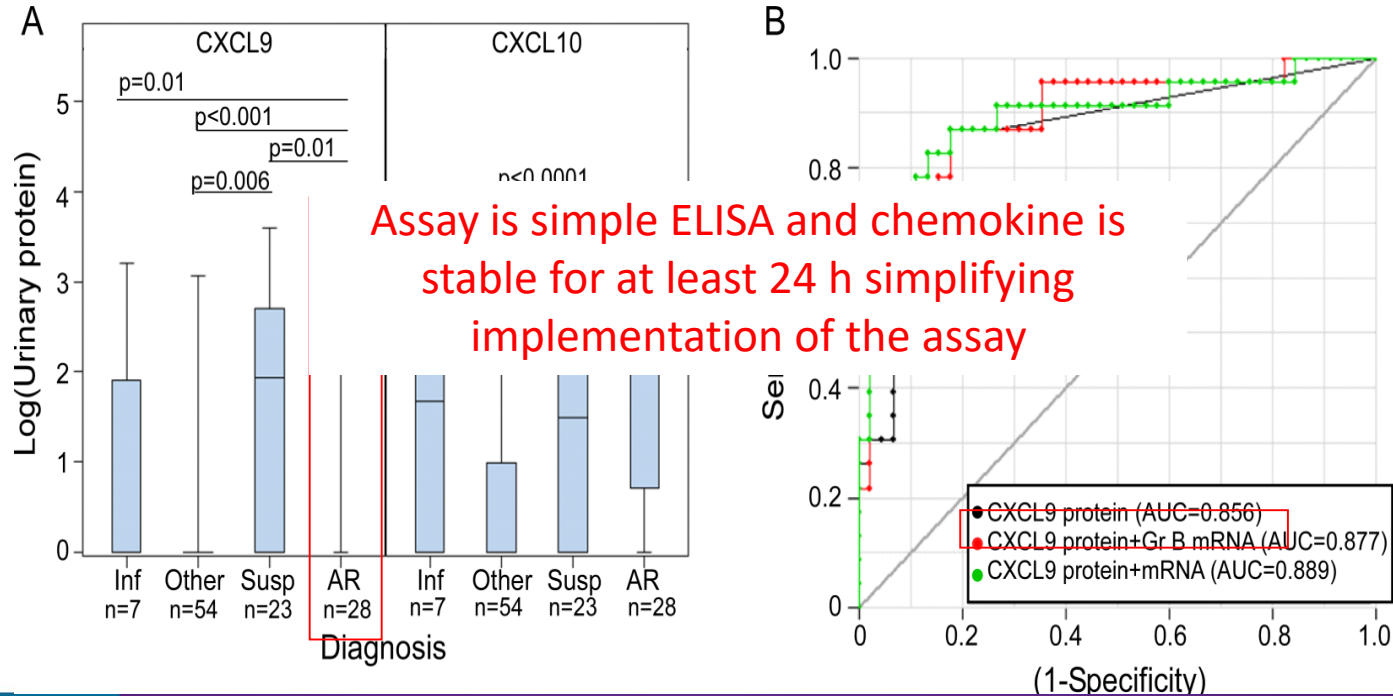 A
CXCL9
CXCL10
p=0.01
p<0.001
p=0.01
p=0.006
p<0.0001
Log(Urinary protein)
5
4
3
2
1
0
Inf Other Susp AR
n=7 n=54 n=23 n=28
Inf Other Susp AR
n=7 n=54 n=23 n=28
Diagnosis
Assay is simple ELISA and chemokine is
stable for at least 24 h simplifying
implementation of the assay
B
1.0
0.8
0.4
0.2
0
CXCL9 protein (AUC=0.856)
CXCL9 protein+Gr B mRNA (AUC=0.877)
CXCL9 protein+mRNA (AUC=0.889)
0 0.2 0.4 0.6 0.8 1.0
(1-Specificity)